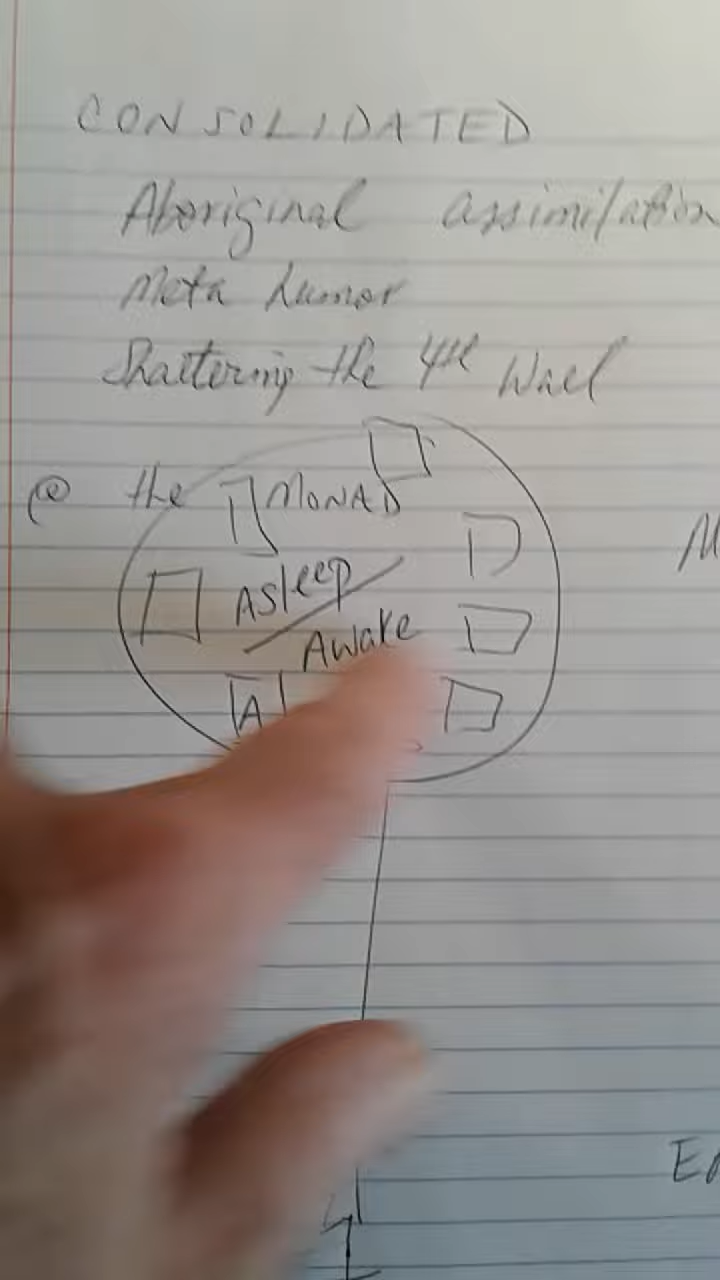 CONSOLIDATED
Aboriginal assimilation
Meta humor
Shattering the 4th Wall
@ the MONAD
Asleep
Awake
A
M